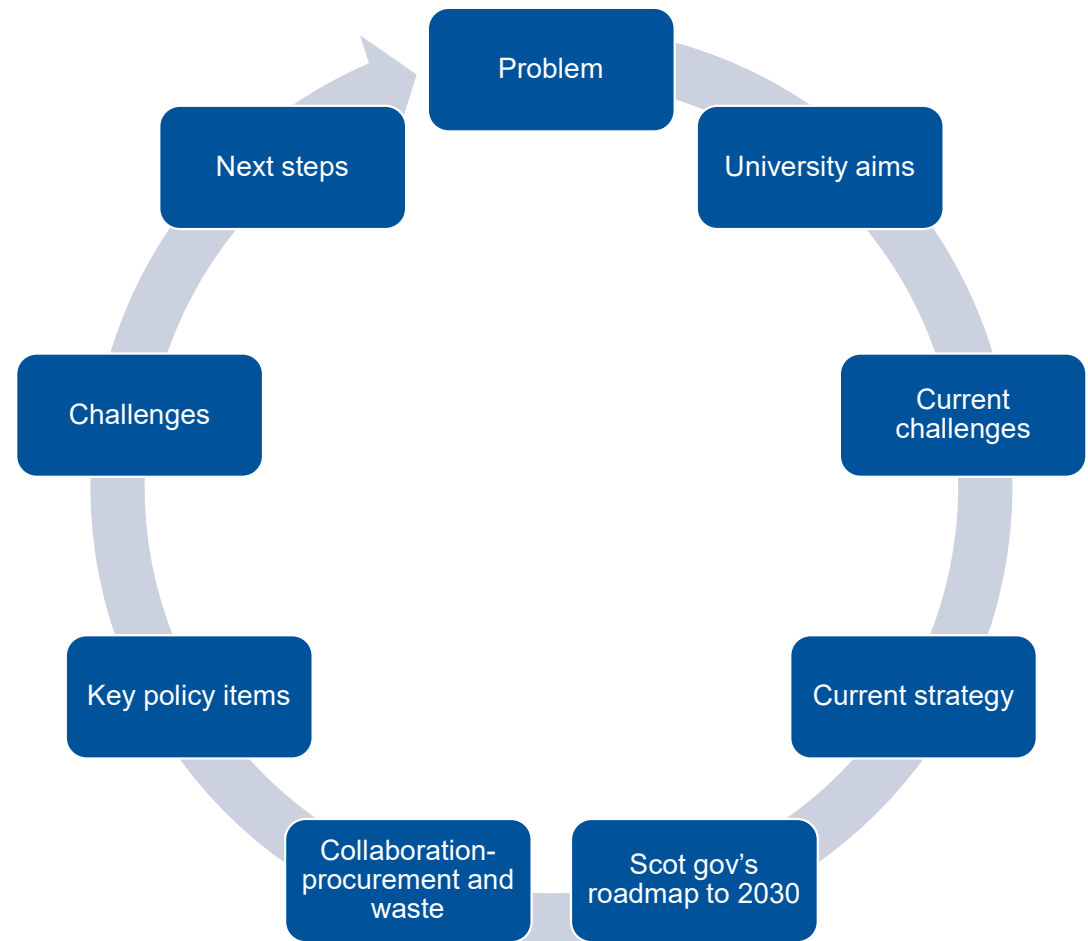 Problem
University aims
Current
challenges
Current strategy
Scot gov’s
roadmap to 2030
Collaboration-
procurement and
waste
Key policy items
Challenges
Next steps